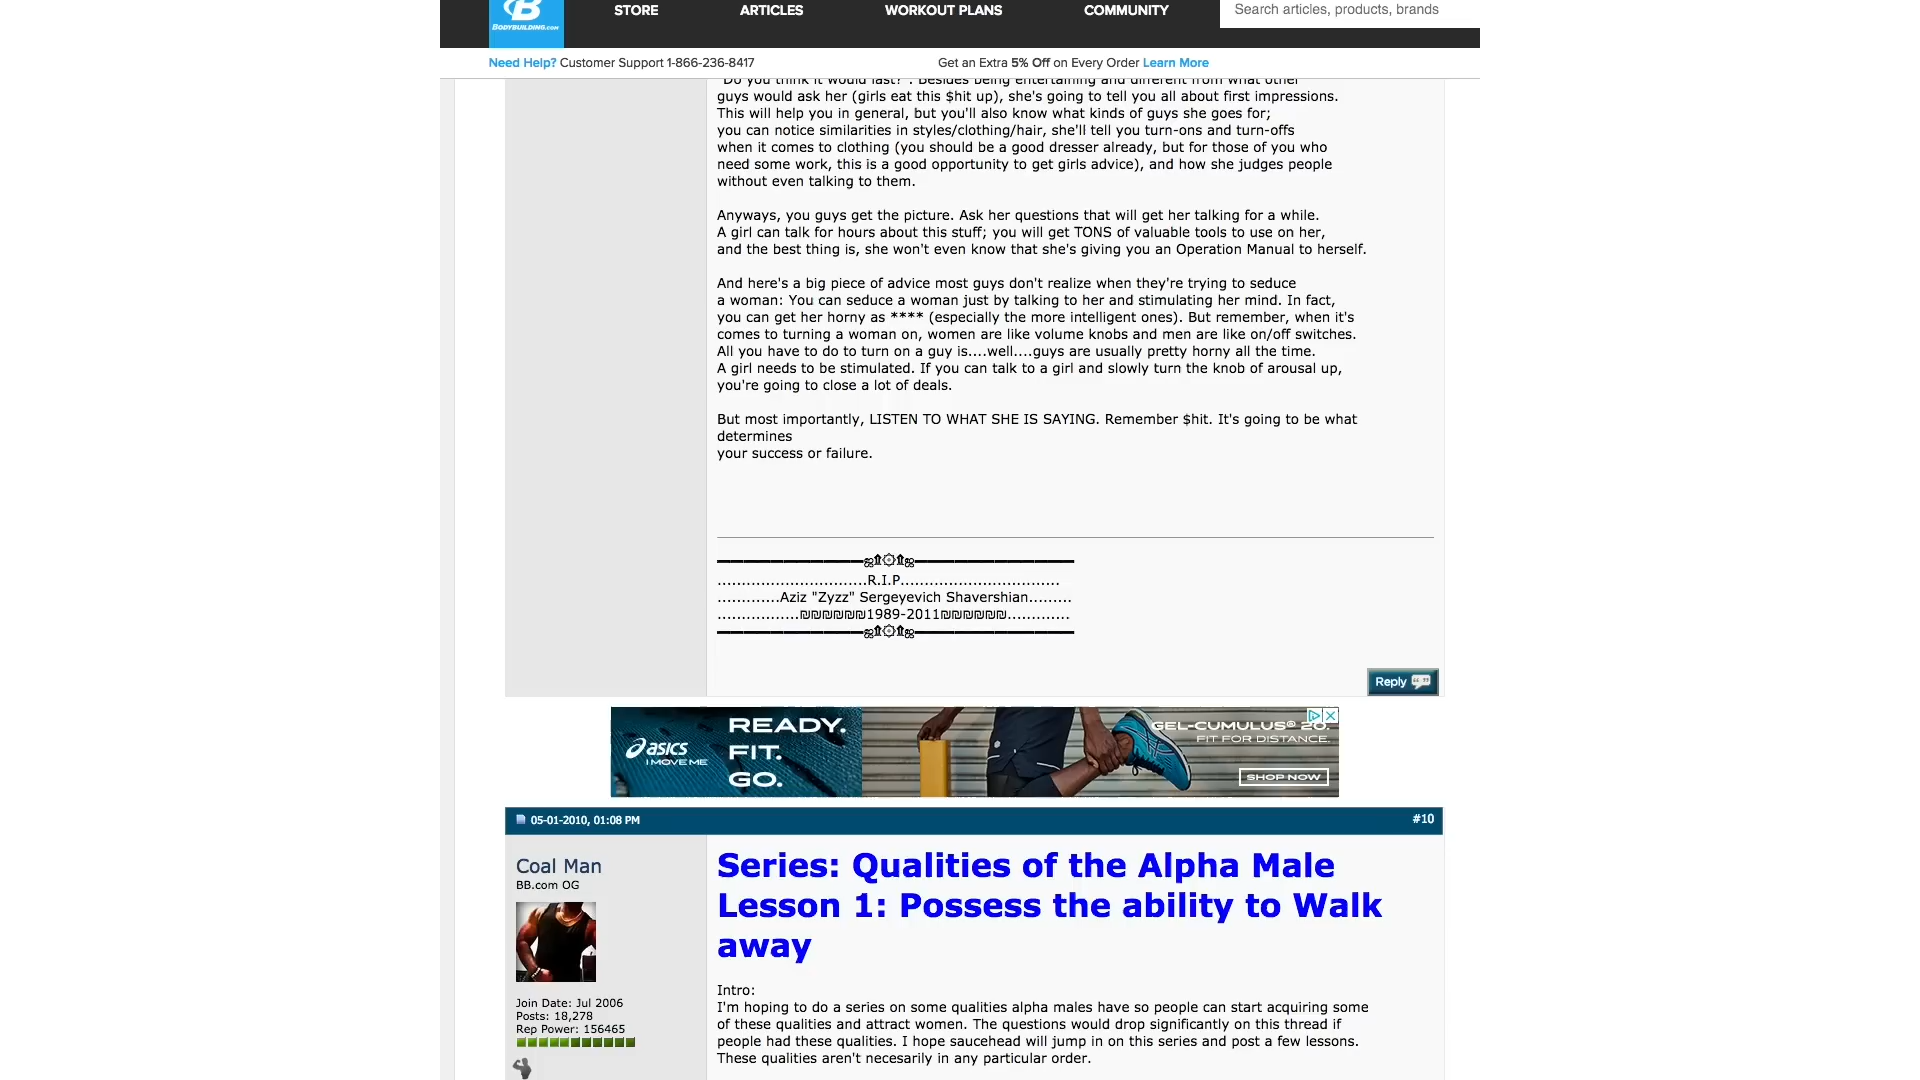 STORE ARTICLES WORKOUT PLANS COMMUNITY Search articles, products, brands
BODYBUILDING.COM
Need Help? Customer Support 1-866-236-8417 Get an Extra 5% Off on Every Order Learn More
"Do you think it would last?". Besides being entertaining and different from what other
guys would ask her (girls eat this $hit up), she's going to tell you all about first impressions.
This will help you in general, but you'll also know what kinds of guys she goes for;
you can notice similarities in styles/clothing/hair, she'll tell you turn-ons and turn-offs
when it comes to clothing (you should be a good dresser already, but for those of you who
need some work, this is a good opportunity to get girls advice), and how she judges people
without even talking to them.
Anyways, you guys get the picture. Ask her questions that will get her talking for a while.
A girl can talk for hours about this stuff; you will get TONS of valuable tools to use on her,
and the best thing is, she won't even know that she's giving you an Operation Manual to herself.
And here's a big piece of advice most guys don't realize when they're trying to seduce
a woman: You can seduce a woman just by talking to her and stimulating her mind. In fact,
you can get her horny as **** (especially the more intelligent ones). But remember, when it's
comes to turning a woman on, women are like volume knobs and men are like on/off switches.
All you have to do to turn on a guy is....well....guys are usually pretty horny all the time.
A girl needs to be stimulated. If you can talk to a girl and slowly turn the knob of arousal up,
you're going to close a lot of deals.
But most importantly, LISTEN TO WHAT SHE IS SAYING. Remember $hit. It's going to be what
determines
your success or failure.
▬▬▬▬▬▬▬▬▬▬▬ஜ۩۞۩ஜ▬▬▬▬▬▬▬▬▬▬▬▬
...............................R.I.P.................................
.............Aziz "Zyzz" Sergeyevich Shavershian.........
.................₪₪₪₪₪₪1989-2011₪₪₪₪₪₪.............
▬▬▬▬▬▬▬▬▬▬▬ஜ۩۞۩ஜ▬▬▬▬▬▬▬▬▬▬▬▬
Reply
asics
I MOVE ME
READY.
FIT.
GO.
GEL-CUMULUS® 20.
FIT FOR DISTANCE.
SHOP NOW
05-01-2010, 01:08 PM #10
Coal Man
BB.com OG
Join Date: Jul 2006
Posts: 18,278
Rep Power: 156465
Series: Qualities of the Alpha Male
Lesson 1: Possess the ability to Walk
away
Intro:
I'm hoping to do a series on some qualities alpha males have so people can start acquiring some
of these qualities and attract women. The questions would drop significantly on this thread if
people had these qualities. I hope saucehead will jump in on this series and post a few lessons.
These qualities aren't necesarily in any particular order.